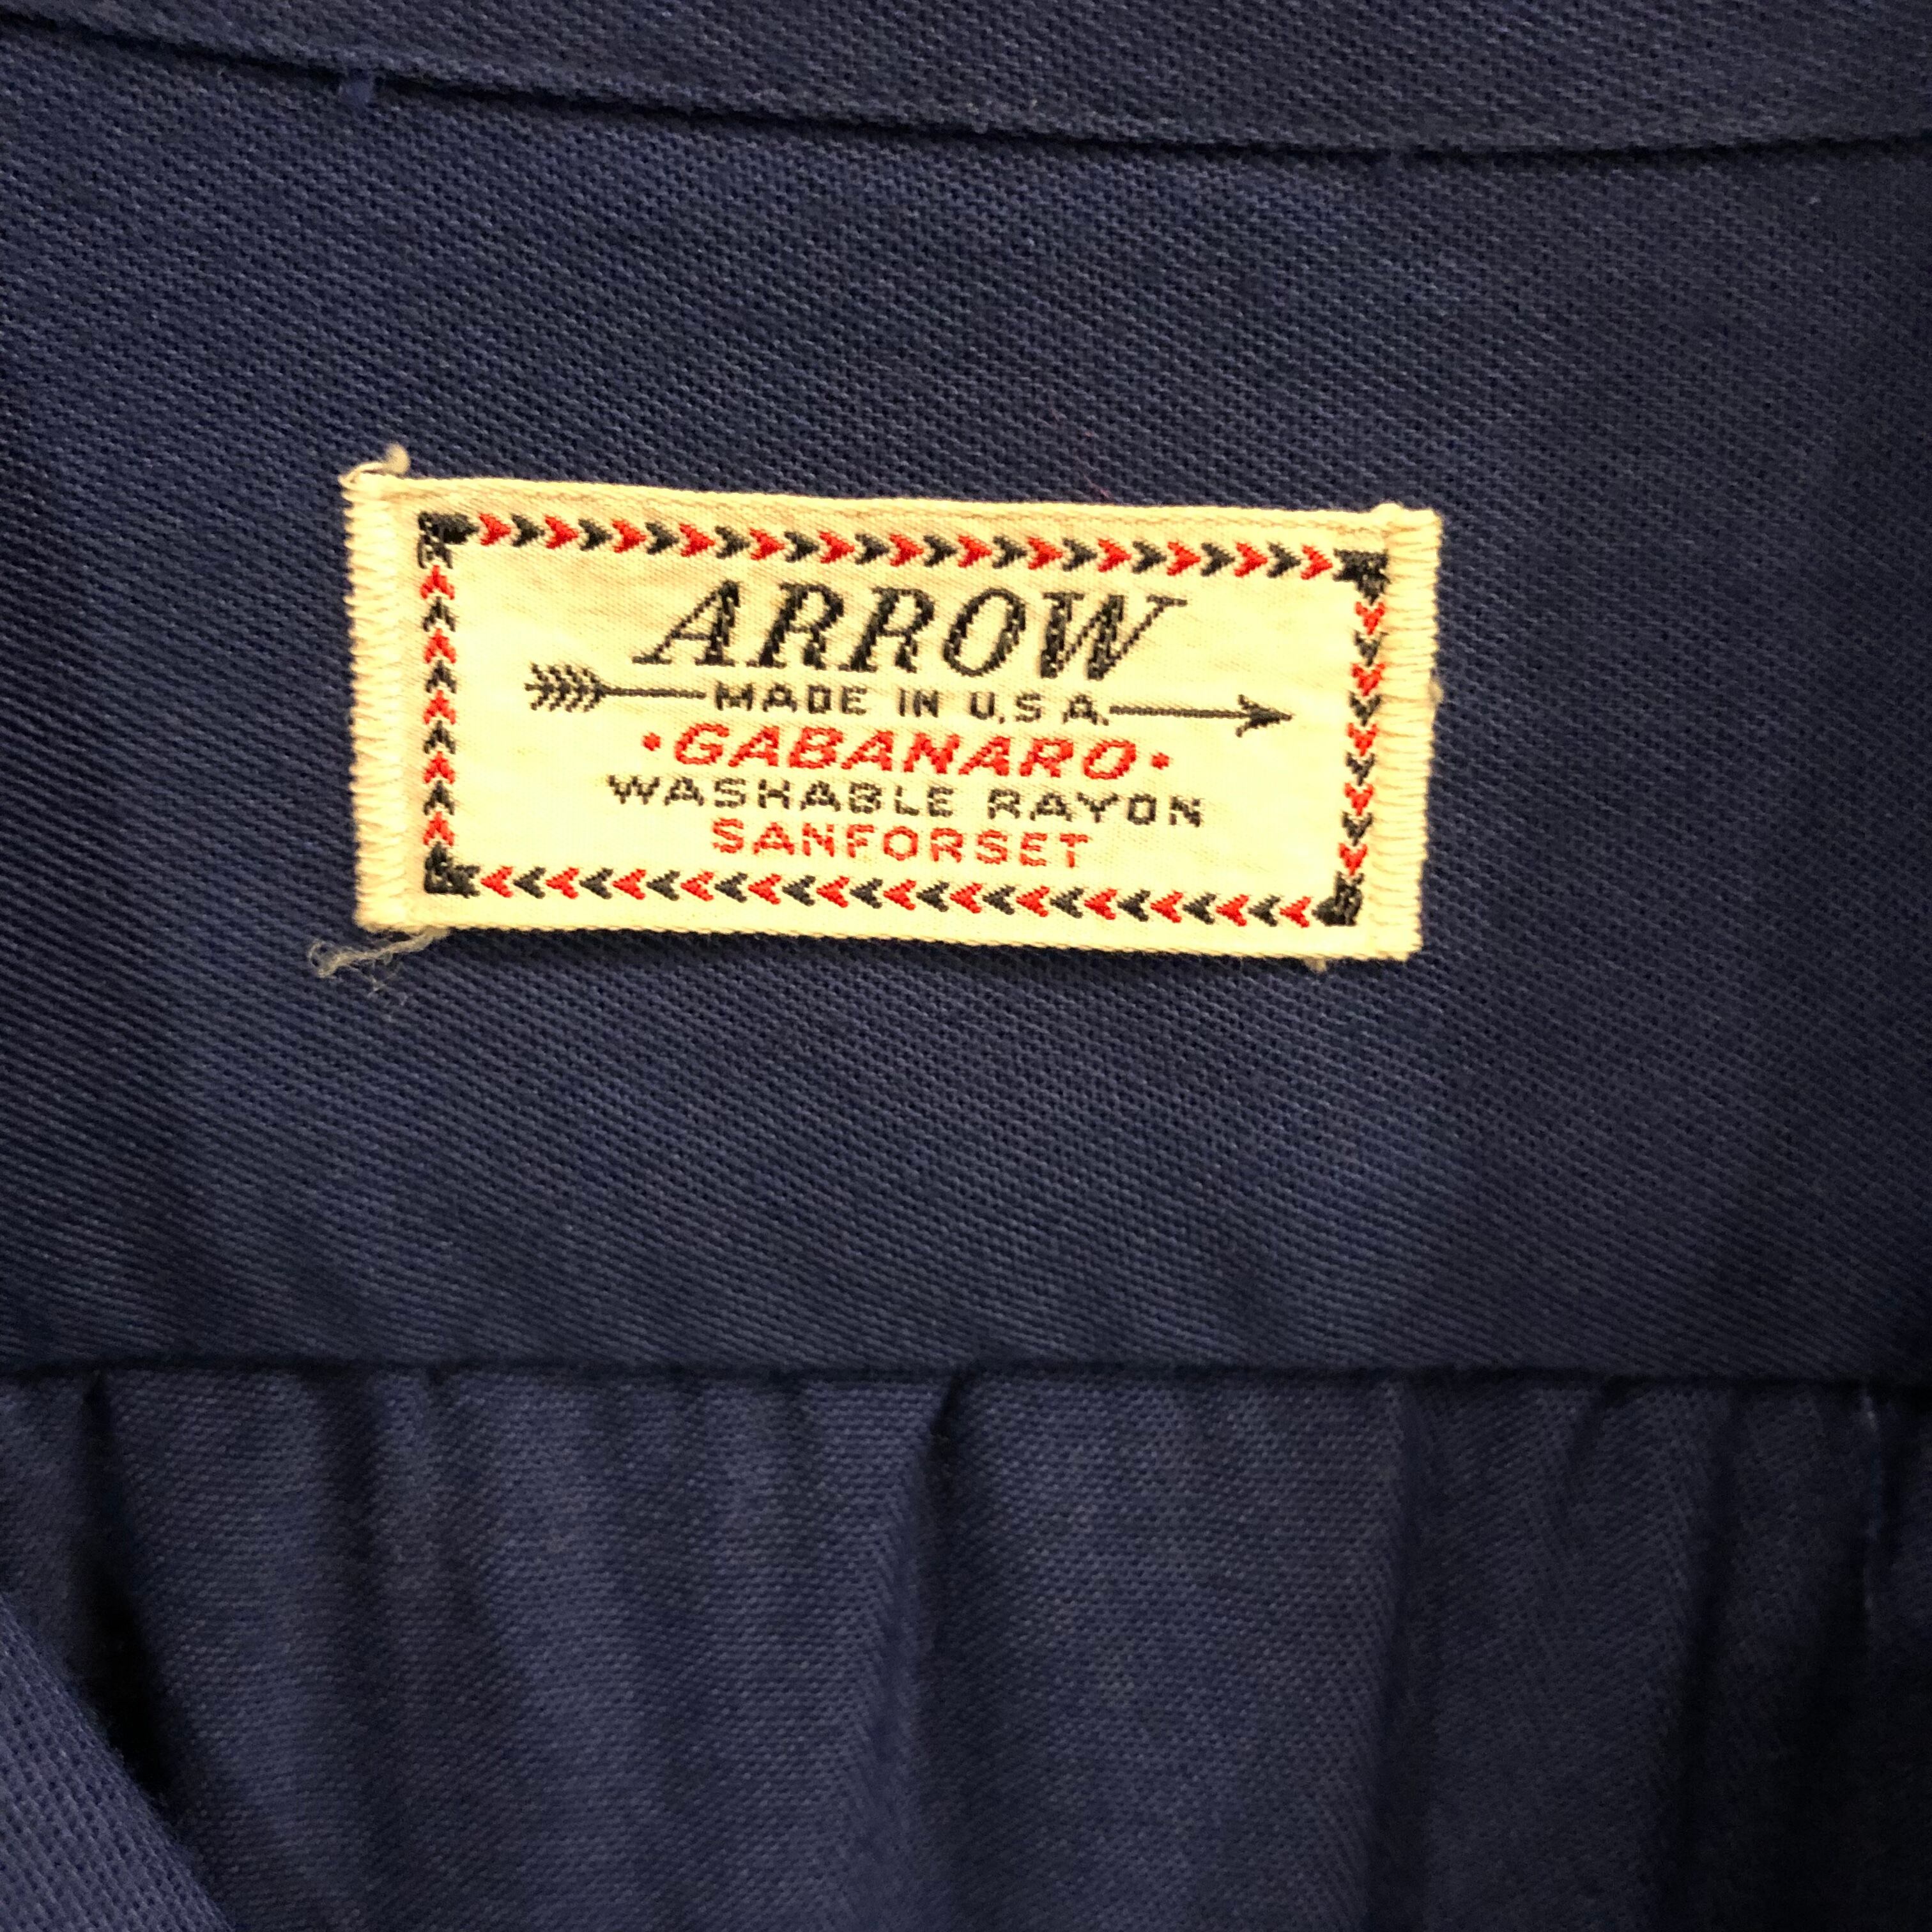 ARROW
MADE IN U.S.A.
•GABANARO•
WASHABLE RAYON
SANFORSET